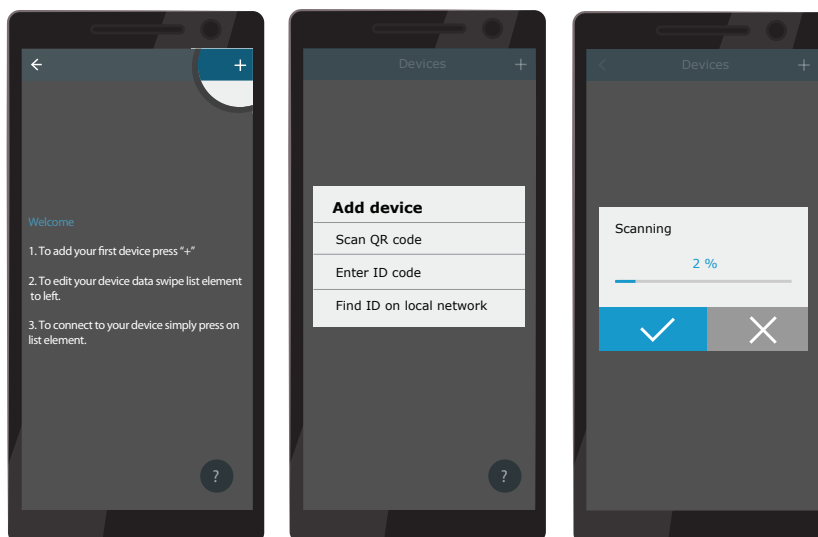 Welcome
1. To add your first device press “+”
2. To edit your device data swipe list element
to left.
3. To connect to your device simply press on
list element.
?
Devices
+
Add device
Scan QR code
Enter ID code
Find ID on local network
?
Devices
+
Scanning
2 %